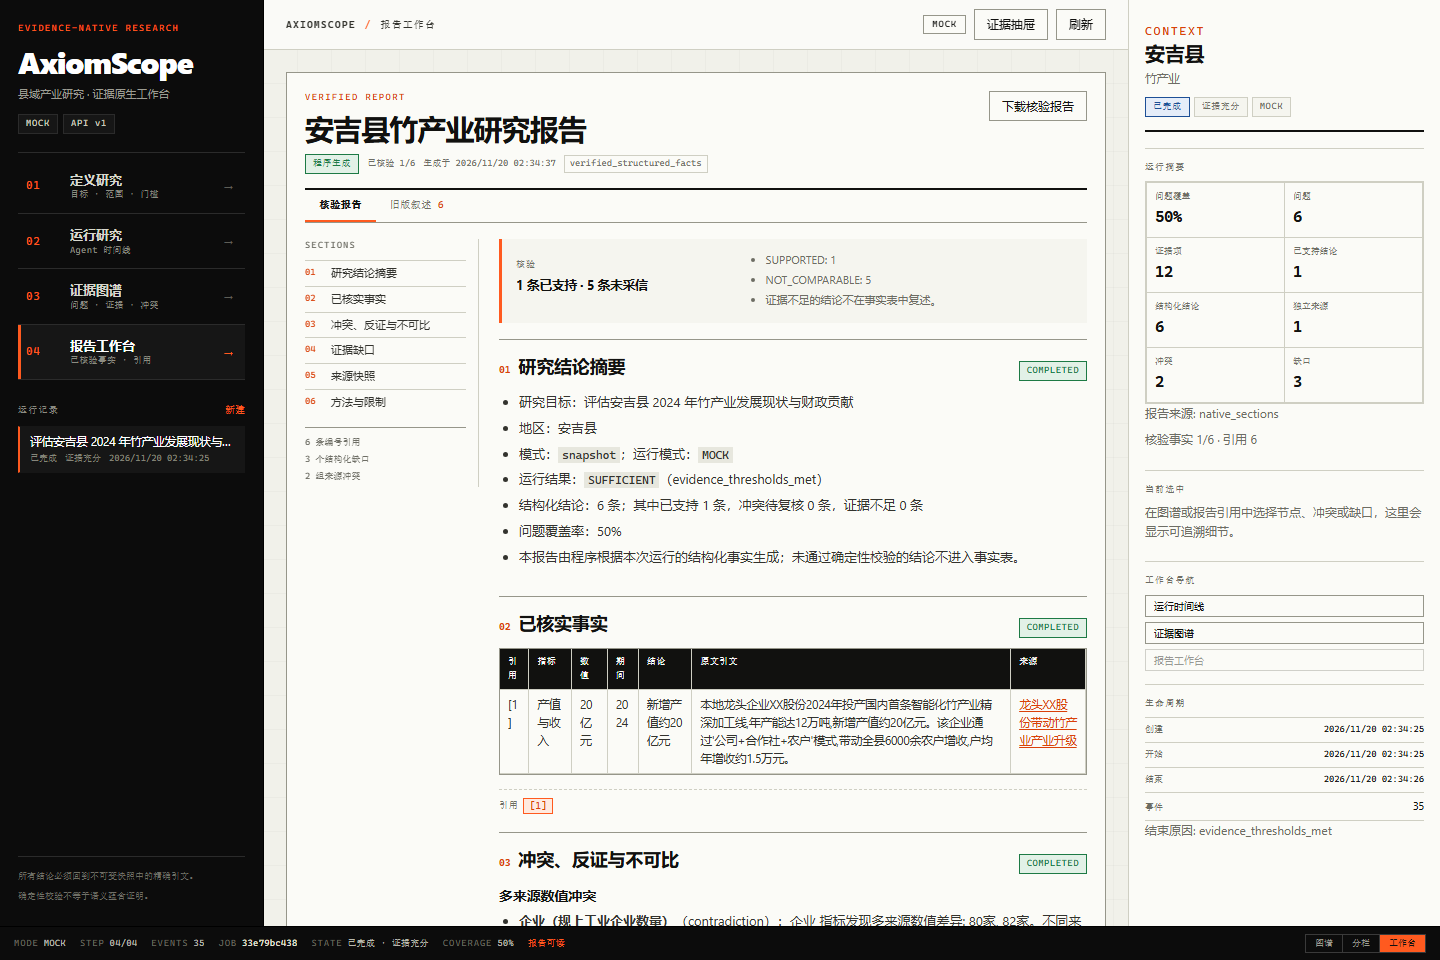 EVIDENCE-NATIVE RESEARCH
AxiomScope
县域产业研究 · 证据原生工作台
MOCK API v1
01 定义研究 →
目标 · 范围 · 门槛
02 运行研究 →
Agent 时间线
03 证据图谱 →
问题 · 证据 · 冲突
04 报告工作台 →
已核验事实 · 引用
运行记录 新建
评估安吉县 2024 年竹产业发展现状与...
已完成 证据充分 2026/11/20 02:34:25
所有结论必须回到不可变快照中的精确引文。
确定性校验不等于语义蕴含证明。
AXIOMSCOPE / 报告工作台
MOCK 证据抽屉 刷新
VERIFIED REPORT
安吉县竹产业研究报告
下载核验报告
程序生成 已核验 1/6 生成于 2026/11/20 02:34:37 verified_structured_facts
核验报告 旧版叙述 6
SECTIONS
01 研究结论摘要
02 已核实事实
03 冲突、反证与不可比
04 证据缺口
05 来源快照
06 方法与限制
6 条编号引用
3 个结构化缺口
2 组来源冲突
核验
1 条已支持 · 5 条未采信
SUPPORTED: 1
NOT_COMPARABLE: 5
证据不足的结论不在事实表中复述。
01 研究结论摘要 COMPLETED
研究目标：评估安吉县 2024 年竹产业发展现状与财政贡献
地区：安吉县
模式：snapshot；运行模式：MOCK
运行结果：SUFFICIENT（evidence_thresholds_met）
结构化结论：6 条；其中已支持 1 条，冲突待复核 0 条，证据不足 0 条
问题覆盖率：50%
本报告由程序根据本次运行的结构化事实生成；未通过确定性校验的结论不进入事实表。
02 已核实事实 COMPLETED
引用 指标 数值 期间 结论 原文引文 来源
[1] 产值与收入 20亿元 2024 新增产值约20亿元
本地龙头企业XX股份2024年投产国内首条智能化竹产业精
深加工线,年产能达12万吨,新增产值约20亿元。该企业通
过'公司+合作社+农户'模式,带动全县6000余农户增收,户均
年增收约1.5万元。
龙头XX股
份带动竹产
业产业升级
引用 [1]
03 冲突、反证与不可比 COMPLETED
多来源数值冲突
企业（规上工业企业数量）（contradiction）：企业 指标发现多来源数值差异: 80家, 82家。不同来
CONTEXT
安吉县
竹产业
已完成 证据充分 MOCK
运行摘要
问题覆盖 50%
问题 6
证据项 12
已支持结论 1
结构化结论 6
独立来源 1
冲突 2
缺口 3
报告来源: native_sections
核验事实 1/6 · 引用 6
当前选中
在图谱或报告引用中选择节点、冲突或缺口，这里会
显示可追溯细节。
工作台导航
运行时间线
证据图谱
报告工作台
生命周期
创建 2026/11/20 02:34:25
开始 2026/11/20 02:34:25
结束 2026/11/20 02:34:26
事件 35
结束原因: evidence_thresholds_met
MODE MOCK STEP 04/04 EVENTS 35 JOB 33e79bc438 STATE 已完成 · 证据充分 COVERAGE 50% 报告可读
图谱 分栏 工作台